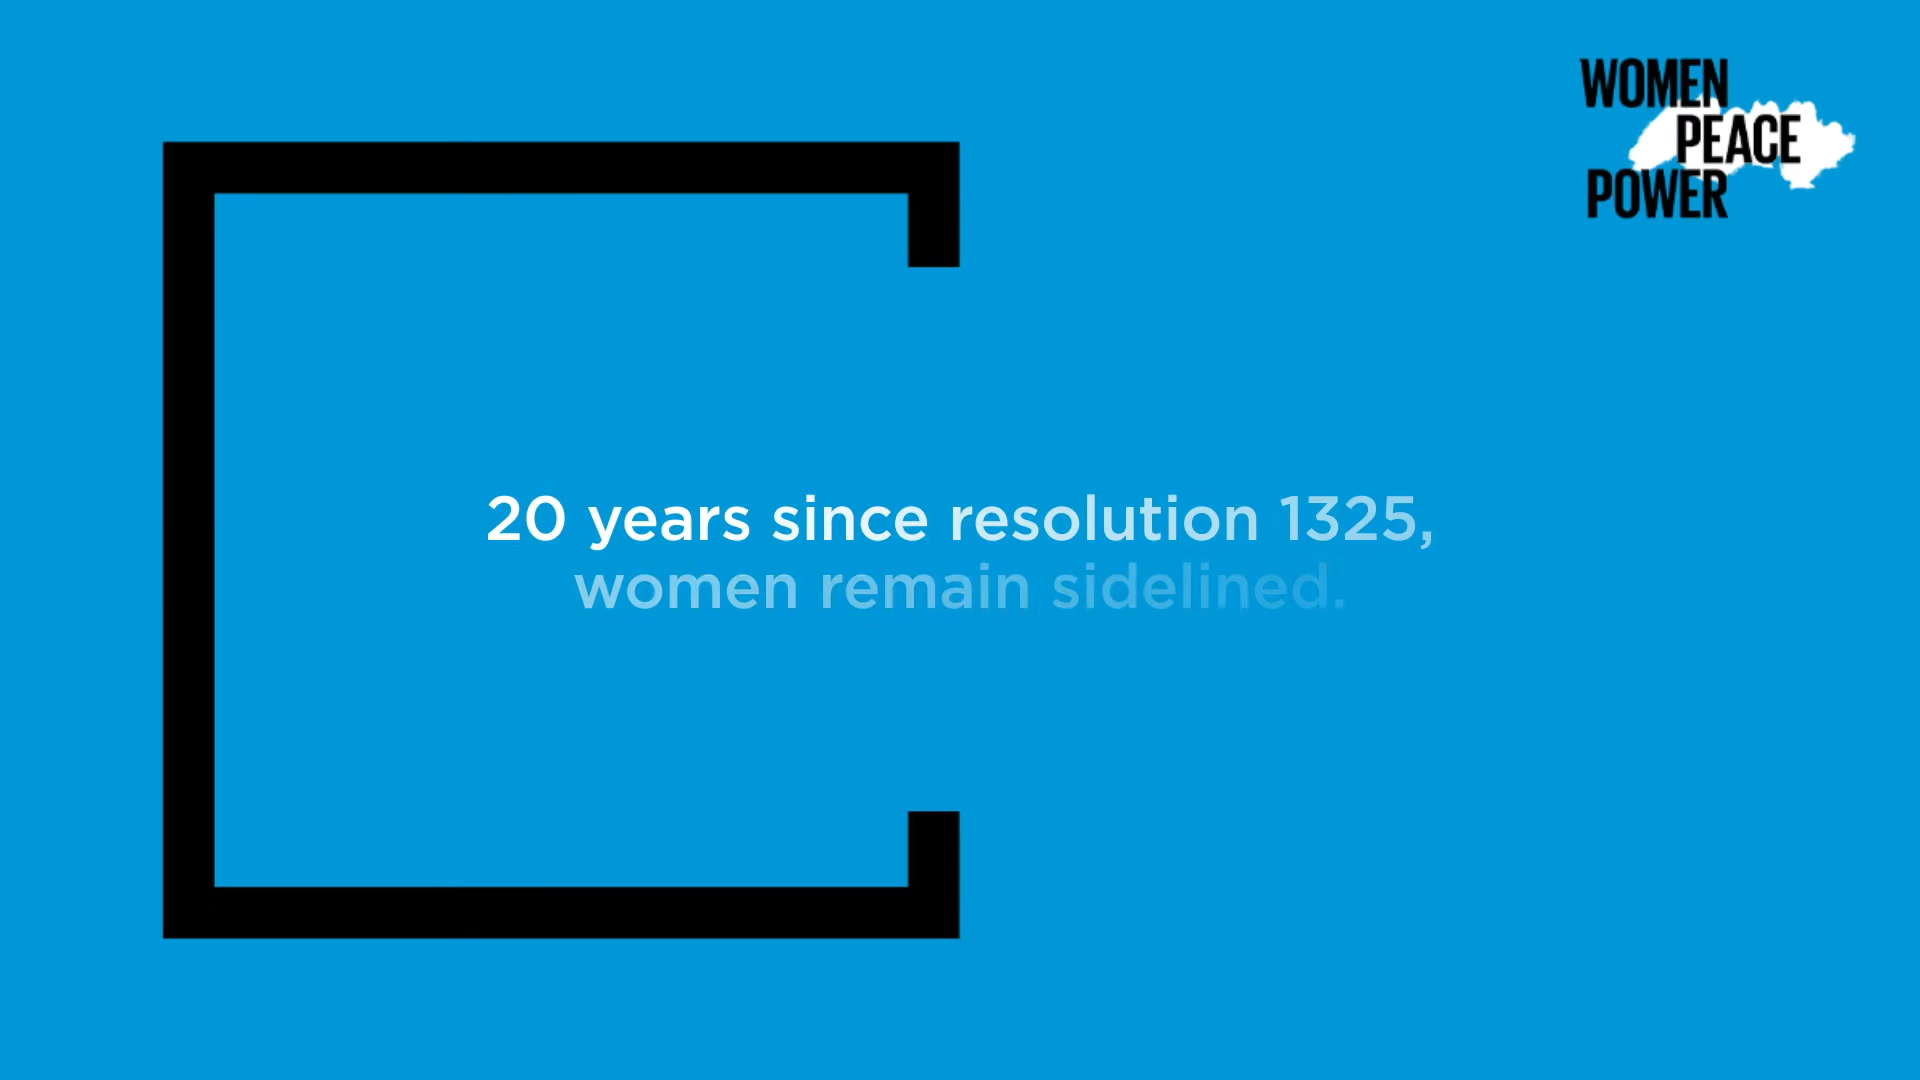 WOMEN
PEACE
POWER
20 years since resolution 1325,
women remain sidelined.